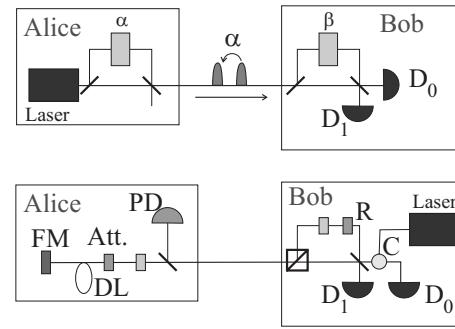 Alice
α
Laser
α
β
Bob
D0
D1
Alice
PD
FM
Att.
DL
Bob
R
Laser
C
D1
D0